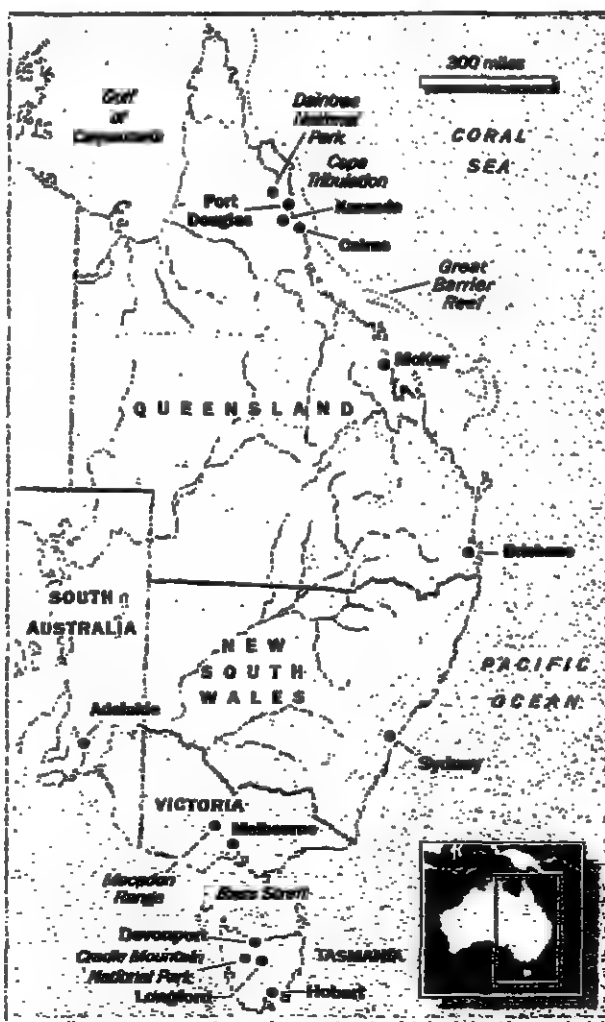 300 miles
Gulf
of
Carpentaria
Daintree
National
Park
CORAL
SEA
Cape
Tribulation
Port
Douglas
Kuranda
Cairns
Great
Barrier
Reef
McKay
QUEENSLAND
Brisbane
SOUTH
AUSTRALIA
NEW
SOUTH
WALES
PACIFIC
OCEAN
Adelaide
Sydney
VICTORIA
Melbourne
Macedon
Range
Bass Strait
Devonport
Cradle Mountain
National Park
TASMANIA
Longford
Hobart